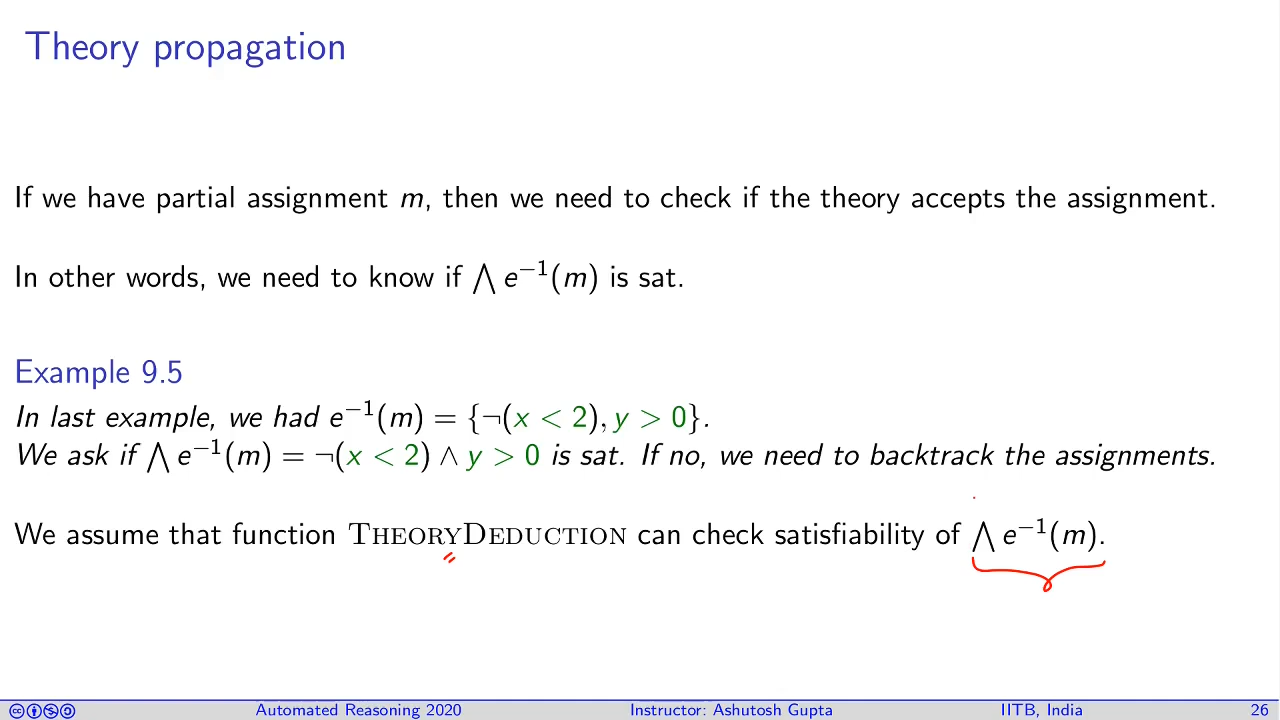 Theory propagation
If we have partial assignment m, then we need to check if the theory accepts the assignment.
In other words, we need to know if ⋀ e⁻¹(m) is sat.
Example 9.5
In last example, we had e⁻¹(m) = {¬(x < 2), y > 0}.
We ask if ⋀ e⁻¹(m) = ¬(x < 2) ∧ y > 0 is sat. If no, we need to backtrack the assignments.
We assume that function TheoryDeduction can check satisfiability of ⋀ e⁻¹(m).
Automated Reasoning 2020 Instructor: Ashutosh Gupta IITB, India 26